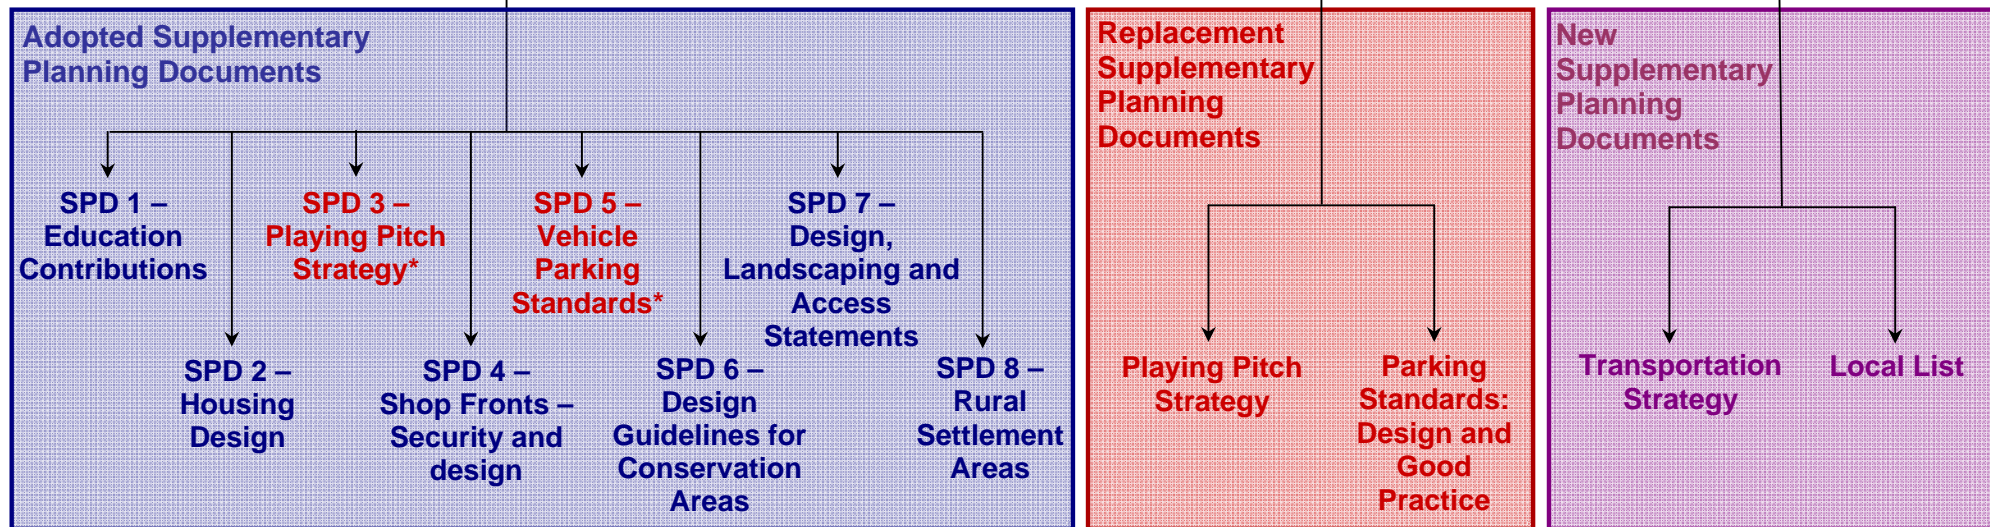 Adopted Supplementary
Planning Documents
SPD 1 –
Education
Contributions
SPD 2 –
Housing
Design
SPD 3 –
Playing Pitch
Strategy*
SPD 4 –
Shop Fronts –
Security and
design
SPD 5 –
Vehicle
Parking
Standards*
SPD 6 –
Design
Guidelines for
Conservation
Areas
SPD 7 –
Design,
Landscaping and
Access
Statements
SPD 8 –
Rural
Settlement
Areas
Replacement
Supplementary
Planning
Documents
Playing Pitch
Strategy
Parking
Standards:
Design and
Good
Practice
New
Supplementary
Planning
Documents
Transportation
Strategy
Local List